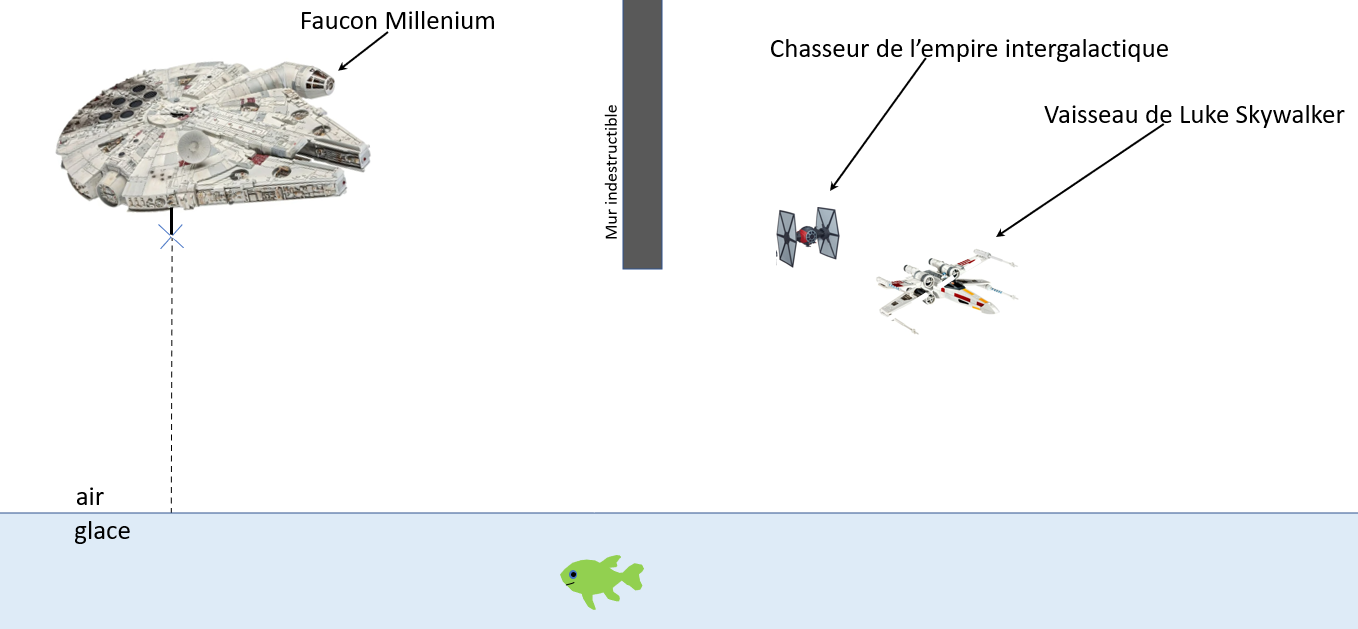 Faucon Millenium
Chasseur de l’empire intergalactique
Vaisseau de Luke Skywalker
Mur indestructible
air
glace